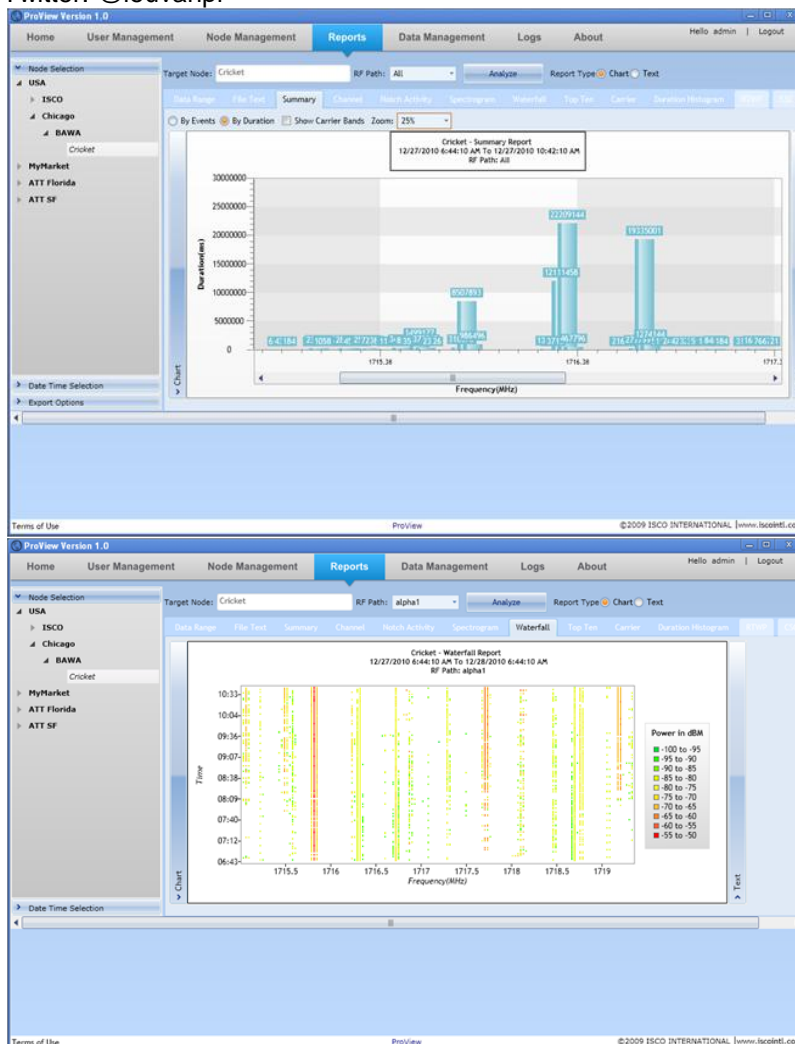 ProView Version 1.0
Home User Management Node Management Reports Data Management Logs About Hello admin | Logout
Node Selection
USA
ISCO
Chicago
BAWA
Cricket
MyMarket
ATT Florida
ATT SF
Date Time Selection
Export Options
Target Node: Cricket RF Path: All Analyze Report Type Chart Text
Data Range File Text Summary Channel Notch Activity Spectrogram Waterfall Top Ten Carrier Duration Histogram
By Events By Duration Show Carrier Bands Zoom: 25%
Cricket - Summary Report
12/27/2010 6:44:10 AM To 12/27/2010 10:42:10 AM
RF Path: All
Duration(ms)
30000000
25000000
20000000
15000000
10000000
5000000
0
22209144
19335001
8507893
1715.38 1716.38
Frequency(MHz)
Chart
Terms of Use ProView ©2009 ISCO INTERNATIONAL |www.iscointl.co
ProView Version 1.0
Home User Management Node Management Reports Data Management Logs About Hello admin | Logout
Node Selection
USA
ISCO
Chicago
BAWA
Cricket
MyMarket
ATT Florida
ATT SF
Date Time Selection
Target Node: Cricket RF Path: alpha1 Analyze Report Type Chart Text
Data Range File Text Summary Channel Notch Activity Spectrogram Waterfall Top Ten Carrier Duration Histogram
Cricket - Waterfall Report
12/27/2010 6:44:10 AM To 12/28/2010 6:44:10 AM
RF Path: alpha1
Time
10:33
10:04
09:36
09:07
08:38
08:09
07:40
07:12
06:43
1715.5 1716 1716.5 1717 1717.5 1718 1718.5 1719
Frequency(MHz)
Power in dBM
-100 to -95
-95 to -90
-90 to -85
-85 to -80
-80 to -75
-75 to -70
-70 to -65
-65 to -60
-60 to -55
-55 to -50
Chart
Text
Terms of Use ProView ©2009 ISCO INTERNATIONAL |www.iscointl.co